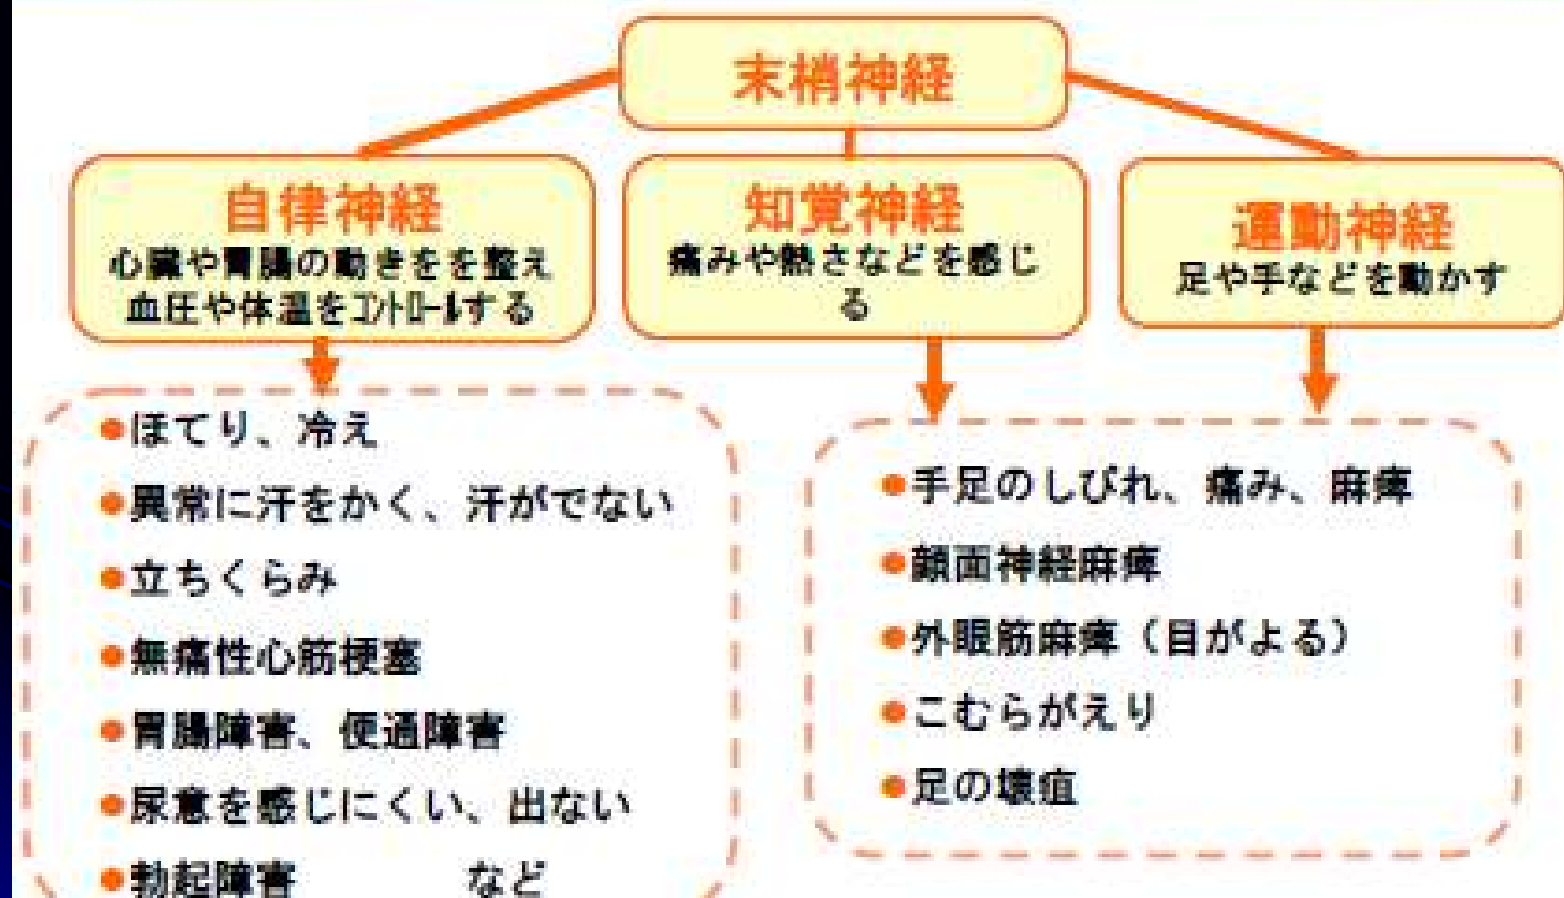 末梢神経
自律神経
心臓や胃腸の動きをを整え
血圧や体温をｺﾝﾄﾛｰﾙする
知覚神経
痛みや熱さなどを感じ
る
運動神経
足や手などを動かす
●ほてり、冷え
●異常に汗をかく、汗がでない
●立ちくらみ
●無痛性心筋梗塞
●胃腸障害、便通障害
●尿意を感じにくい、出ない
●勃起障害　　　　など
●手足のしびれ、痛み、麻痺
●顔面神経麻痺
●外眼筋麻痺（目がよる）
●こむらがえり
●足の壊疽